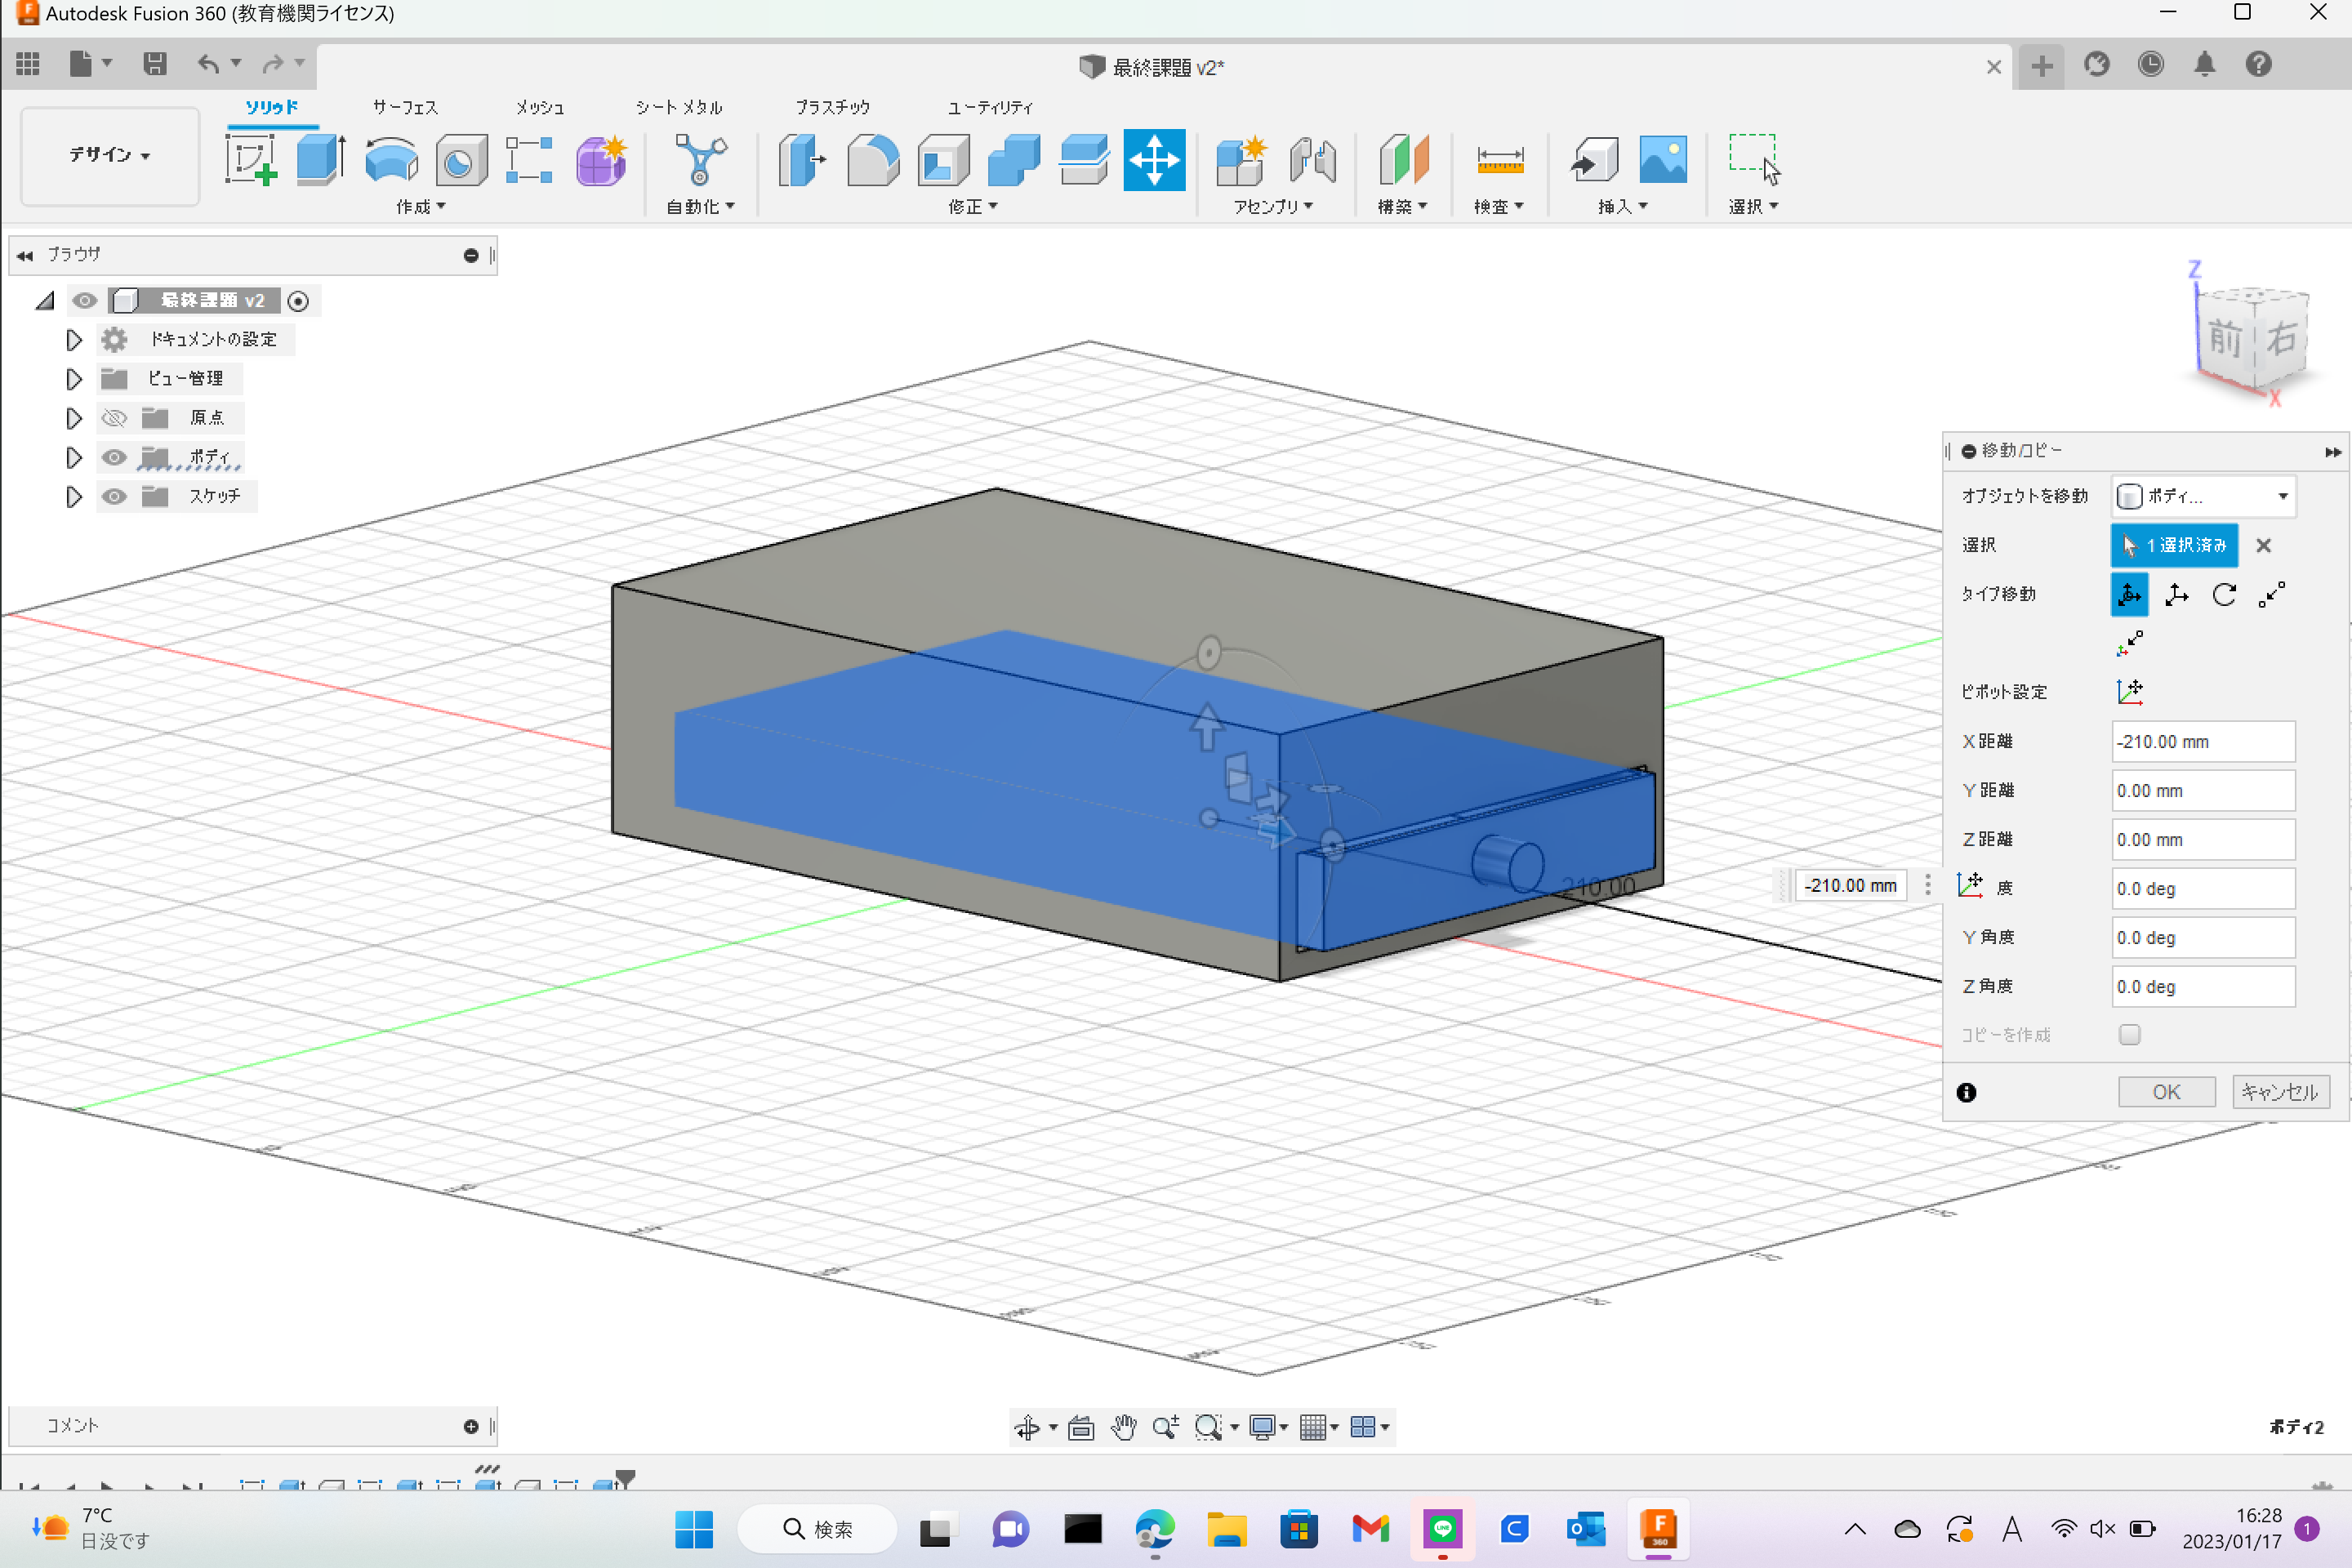 Autodesk Fusion 360 (教育機関ライセンス)
最終課題 v2*
デザイン
ソリッド サーフェス メッシュ シート メタル プラスチック ユーティリティ
作成 自動化 修正 アセンブリ 構築 検査 挿入 選択
ブラウザ
最終課題 v2
ドキュメントの設定
ビュー管理
原点
ボディ
スケッチ
Z
前 右
X
移動/コピー
オブジェクトを移動 ボディ...
選択 1 選択済み
タイプ移動
ピボット設定
X 距離 -210.00 mm
Y 距離 0.00 mm
Z 距離 0.00 mm
210.00
-210.00 mm
度 0.0 deg
Y 角度 0.0 deg
Z 角度 0.0 deg
コピーを作成
OK キャンセル
コメント
ボディ2
7°C
日没です
検索
LINE
F
360
A
16:28
2023/01/17
1